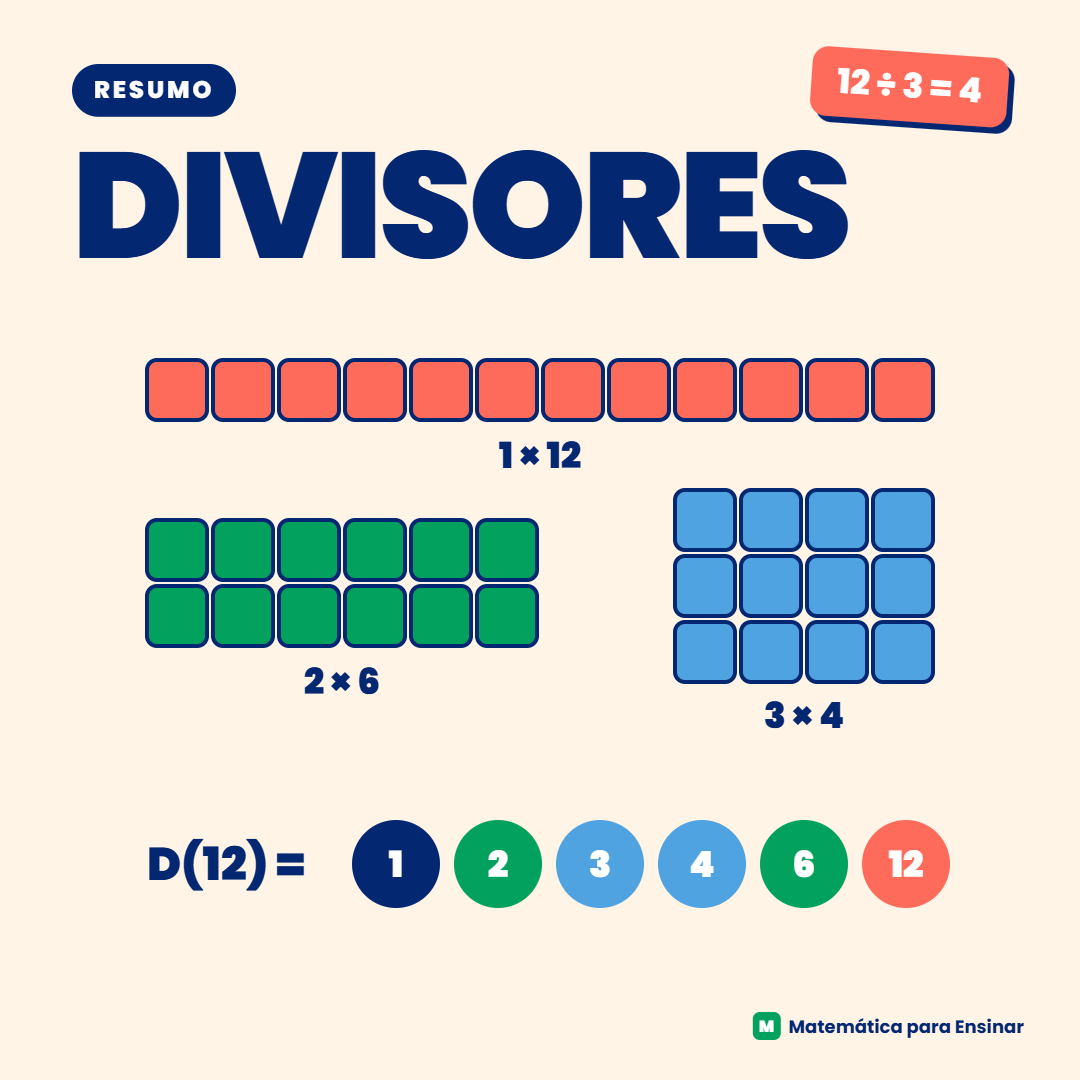 RESUMO
12 ÷ 3 = 4
DIVISORES
1 × 12
2 × 6
3 × 4
D(12) = 1 2 3 4 6 12
M Matemática para Ensinar